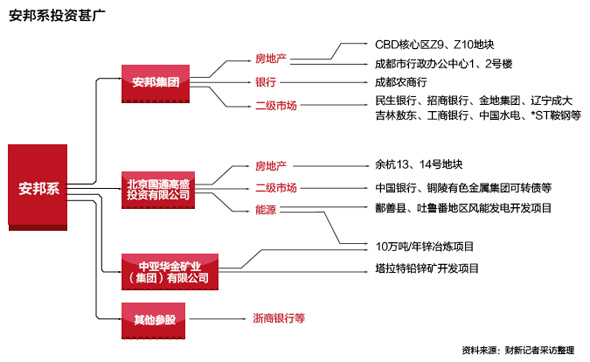 安邦系投资甚广
安邦系
安邦集团
房地产
CBD核心区Z9、Z10地块
成都市行政办公中心1、2号楼
银行
成都农商行
二级市场
民生银行、招商银行、金地集团、辽宁成大
吉林敖东、工商银行、中国水电、*ST鞍钢等
北京国通高盛
投资有限公司
房地产
余杭13、14号地块
二级市场
中国银行、铜陵有色金属集团可转债等
能源
鄯善县、吐鲁番地区风能发电开发项目
10万吨/年锌冶炼项目
中亚华金矿业
（集团）有限公司
塔拉特铅锌矿开发项目
其他参股
浙商银行等
资料来源：财新记者采访整理